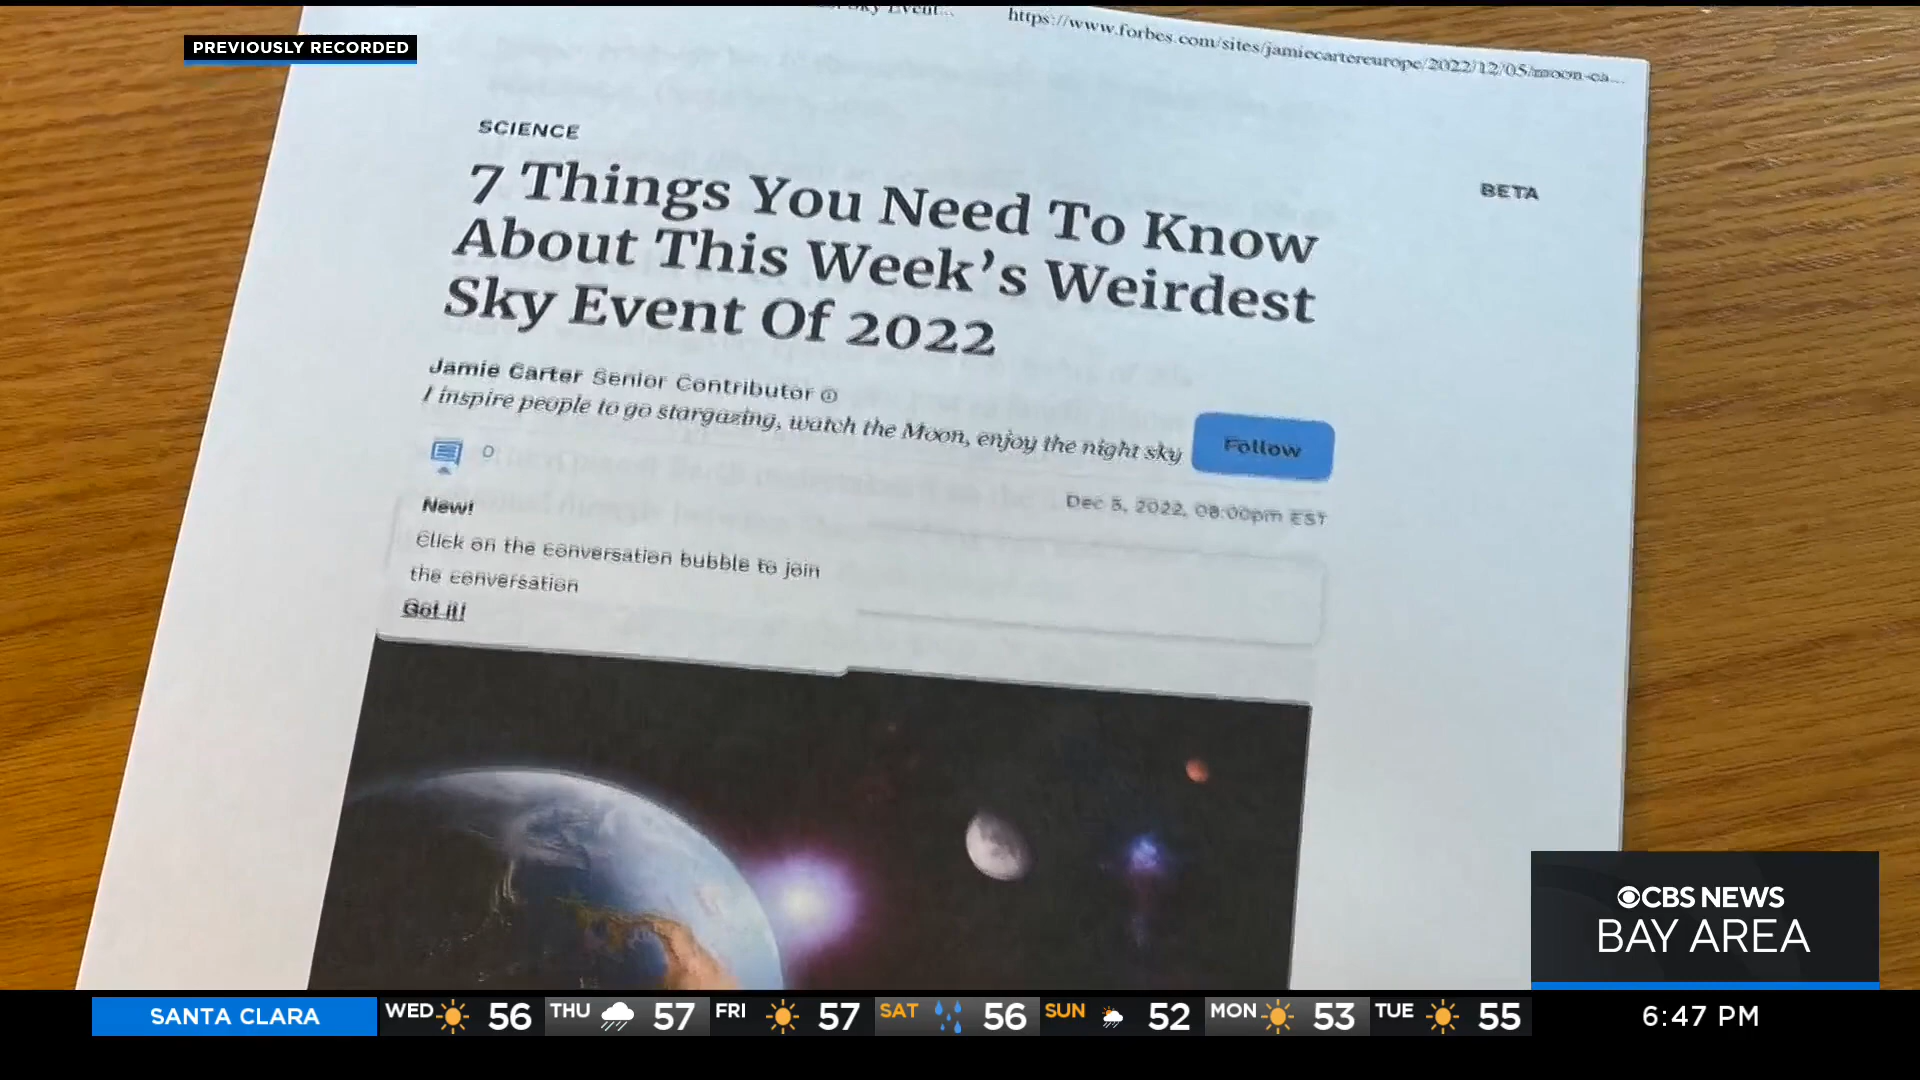 PREVIOUSLY RECORDED
Sky Event...
https://www.forbes.com/sites/jamiecartereurope/2022/12/05/moon-ea...
SCIENCE
BETA
7 Things You Need To Know
About This Week's Weirdest
Sky Event Of 2022
Jamie Carter Senior Contributor
I inspire people to go stargazing, watch the Moon, enjoy the night sky
Follow
0
Dec 5, 2022, 08:00pm EST
New!
Click on the conversation bubble to join
the conversation
Got it!
CBS NEWS
BAY AREA
SANTA CLARA WED 56 THU 57 FRI 57 SAT 56 SUN 52 MON 53 TUE 55 6:47 PM